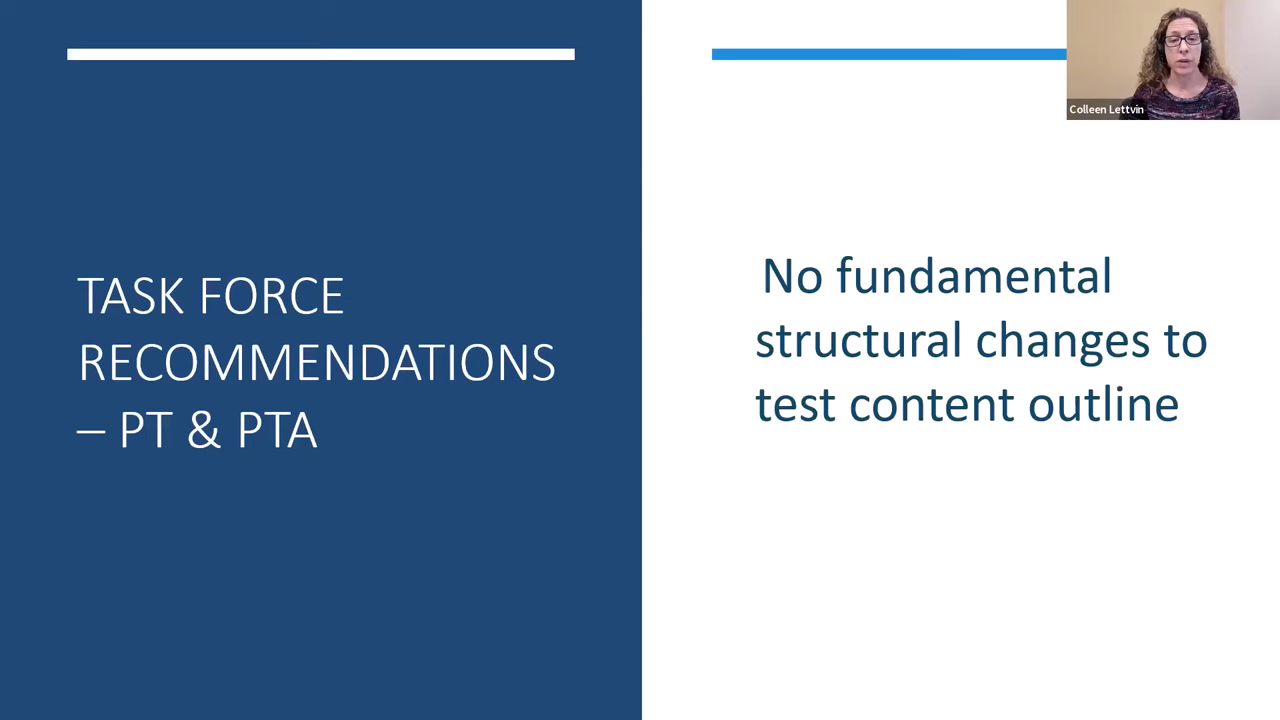 TASK FORCE
RECOMMENDATIONS
– PT & PTA
No fundamental
structural changes to
test content outline
Colleen Lettvin